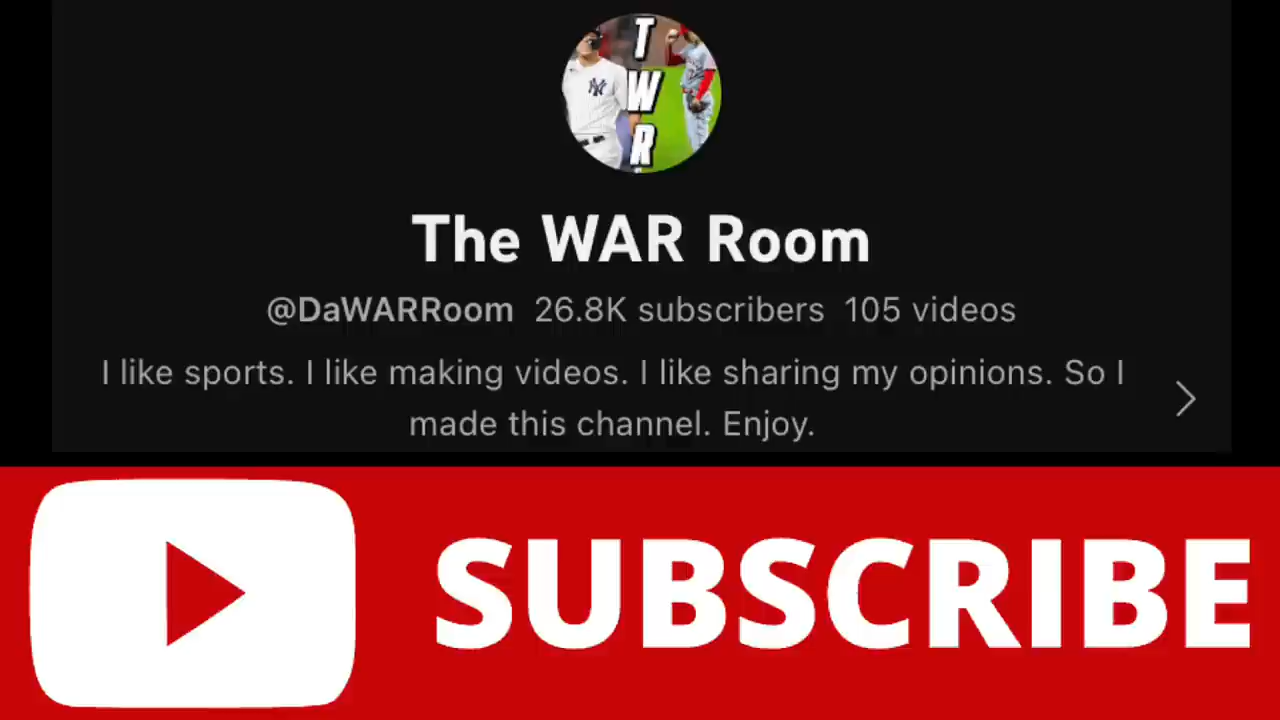 T
W
R
The WAR Room
@DaWARRoom 26.8K subscribers 105 videos
I like sports. I like making videos. I like sharing my opinions. So I
made this channel. Enjoy.
SUBSCRIBE